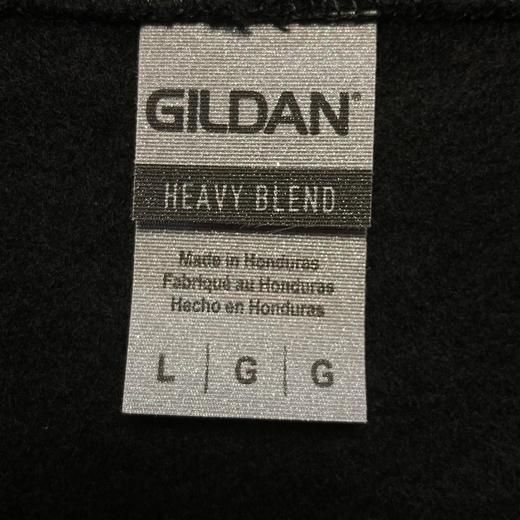 GILDAN®
HEAVY BLEND
Made in Honduras
Fabriqué au Honduras
Hecho en Honduras
L | G | G